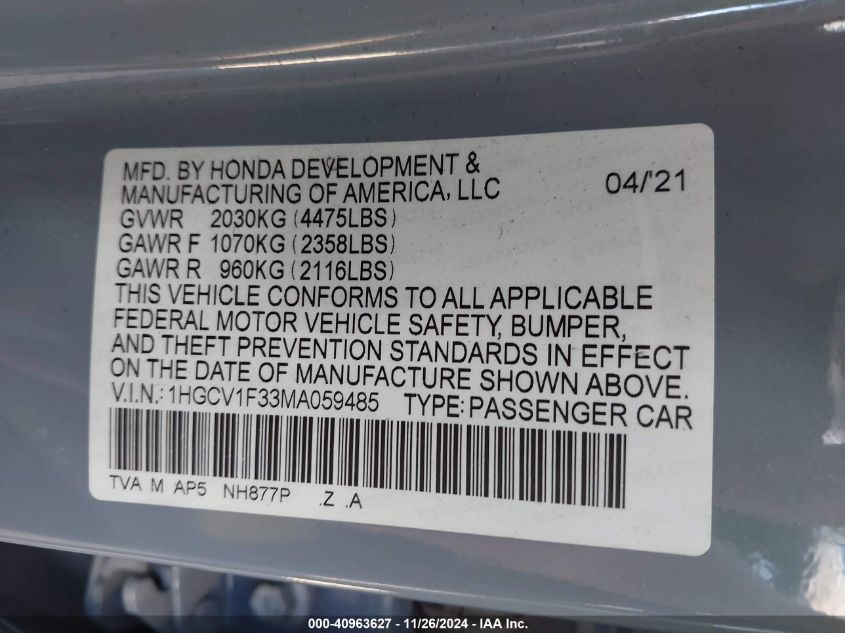 MFD. BY HONDA DEVELOPMENT &
MANUFACTURING OF AMERICA, LLC 04/'21
GVWR 2030KG (4475LBS)
GAWR F 1070KG (2358LBS)
GAWR R 960KG (2116LBS)
THIS VEHICLE CONFORMS TO ALL APPLICABLE
FEDERAL MOTOR VEHICLE SAFETY, BUMPER,
AND THEFT PREVENTION STANDARDS IN EFFECT
ON THE DATE OF MANUFACTURE SHOWN ABOVE.
V.I.N.: 1HGCV1F33MA059485 TYPE: PASSENGER CAR
TVA M AP5 NH877P .Z .A
000-40963627 - 11/26/2024 - IAA Inc.